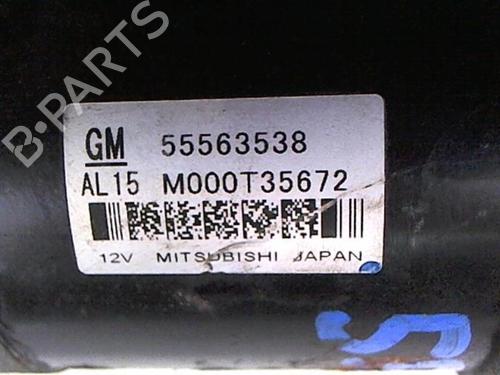 B-PARTS
GM 55563538
AL15 M000T35672
12V MITSUBISHI JAPAN